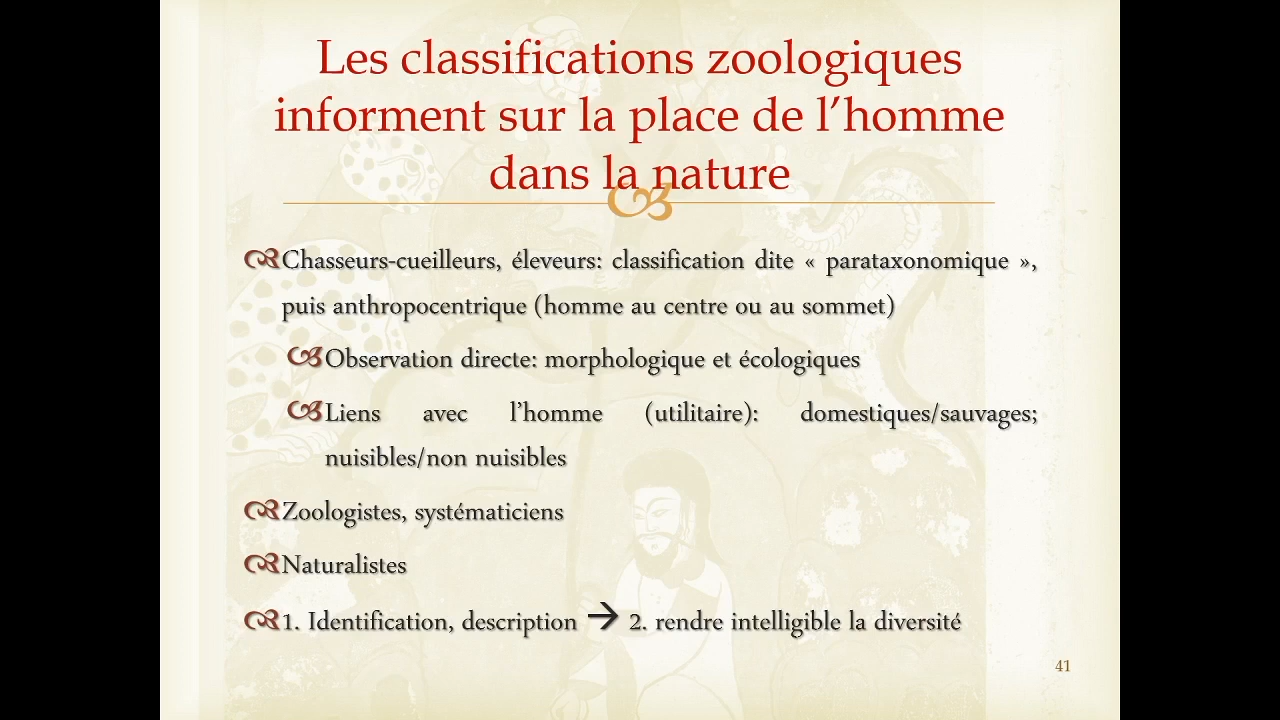 Les classifications zoologiques
informent sur la place de l’homme
dans la nature
Chasseurs-cueilleurs, éleveurs: classification dite « parataxonomique »,
puis anthropocentrique (homme au centre ou au sommet)
Observation directe: morphologique et écologiques
Liens avec l’homme (utilitaire): domestiques/sauvages;
nuisibles/non nuisibles
Zoologistes, systématiciens
Naturalistes
1. Identification, description → 2. rendre intelligible la diversité
41